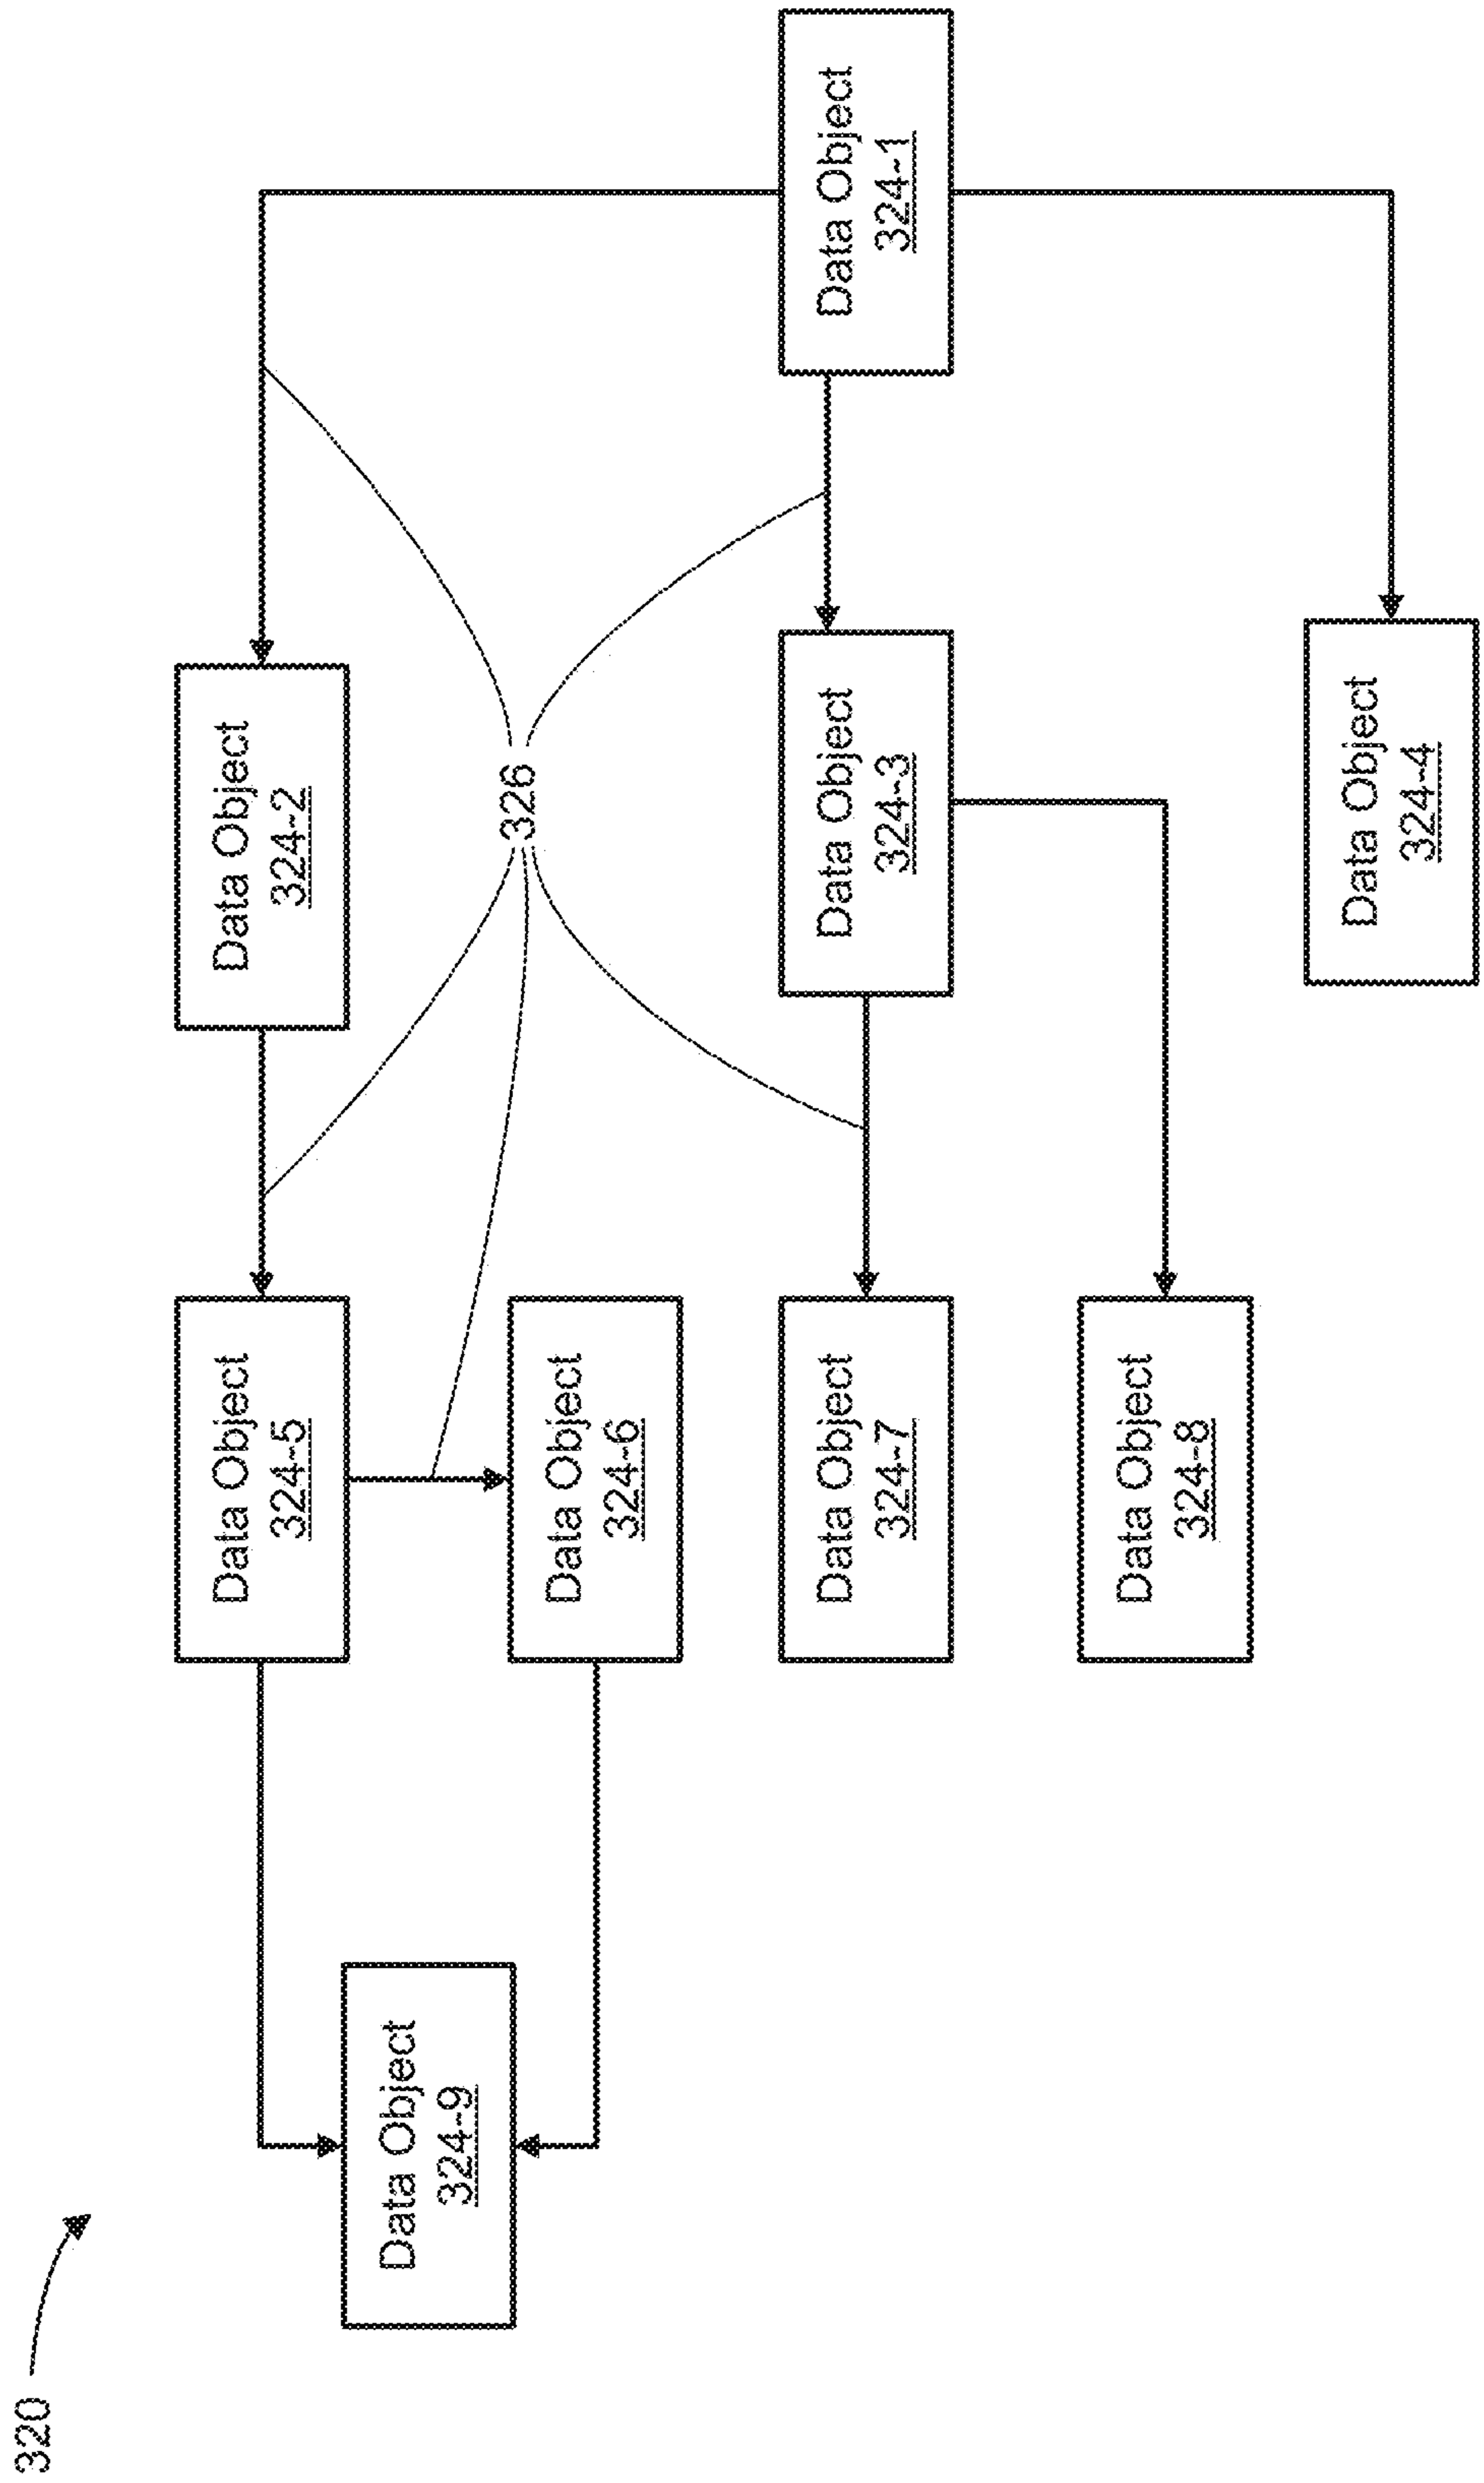 320
Data Object
324-9
Data Object
324-5
Data Object
324-6
Data Object
324-7
Data Object
324-8
326
Data Object
324-2
Data Object
324-3
Data Object
324-4
Data Object
324-1